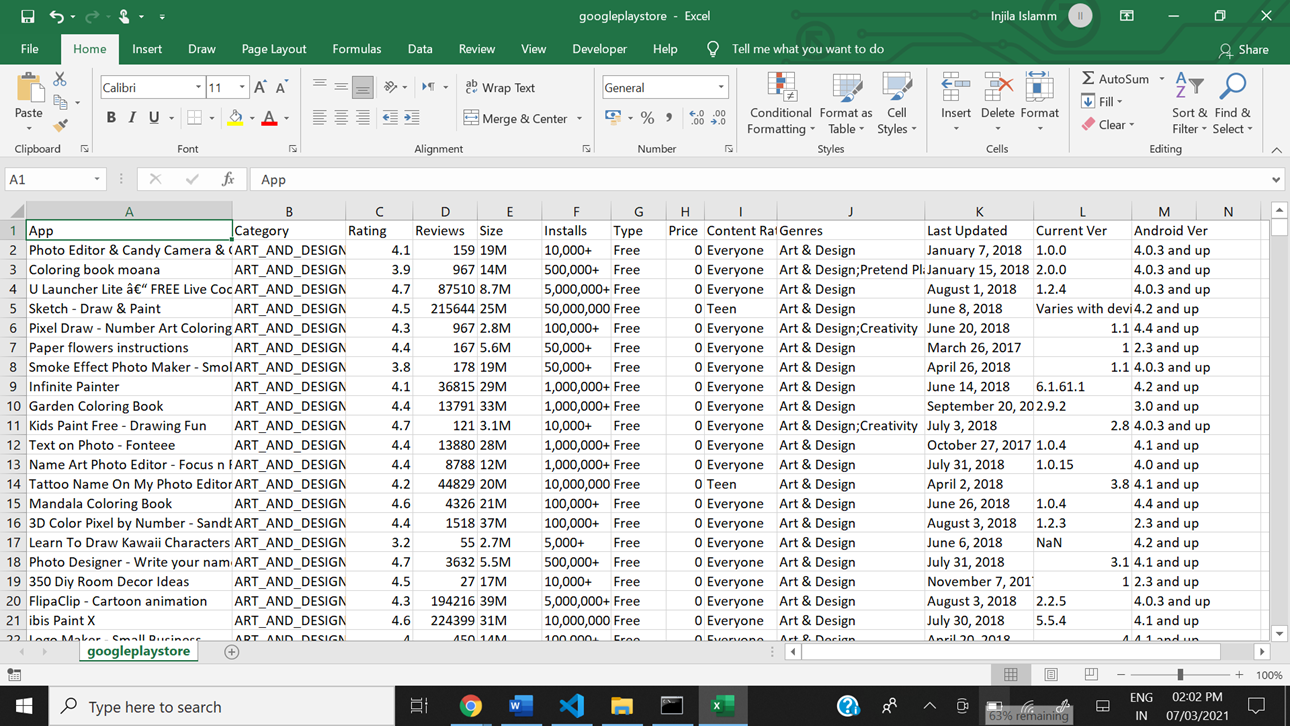 googleplaystore - Excel
Injila Islamm
II
File Home Insert Draw Page Layout Formulas Data Review View Developer Help Tell me what you want to do Share
Calibri 11 Wrap Text General
Paste
B I U Merge & Center % ,
Conditional Formatting Format as Table Cell Styles Insert Delete Format
AutoSum
Fill
Clear
Sort & Filter Find & Select
Clipboard Font Alignment Number Styles Cells Editing
A1 fx App
A B C D E F G H I J K L M N
1 App Category Rating Reviews Size Installs Type Price Content Rat Genres Last Updated Current Ver Android Ver
2 Photo Editor & Candy Camera & ART_AND_DESIGN 4.1 159 19M 10,000+ Free 0 Everyone Art & Design January 7, 2018 1.0.0 4.0.3 and up
3 Coloring book moana ART_AND_DESIGN 3.9 967 14M 500,000+ Free 0 Everyone Art & Design;Pretend Pl January 15, 2018 2.0.0 4.0.3 and up
4 U Launcher Lite â€“ FREE Live Coo ART_AND_DESIGN 4.7 87510 8.7M 5,000,000+ Free 0 Everyone Art & Design August 1, 2018 1.2.4 4.0.3 and up
5 Sketch - Draw & Paint ART_AND_DESIGN 4.5 215644 25M 50,000,000 Free 0 Teen Art & Design June 8, 2018 Varies with devi 4.2 and up
6 Pixel Draw - Number Art Coloring ART_AND_DESIGN 4.3 967 2.8M 100,000+ Free 0 Everyone Art & Design;Creativity June 20, 2018 1.1 4.4 and up
7 Paper flowers instructions ART_AND_DESIGN 4.4 167 5.6M 50,000+ Free 0 Everyone Art & Design March 26, 2017 1 2.3 and up
8 Smoke Effect Photo Maker - Smol ART_AND_DESIGN 3.8 178 19M 50,000+ Free 0 Everyone Art & Design April 26, 2018 1.1 4.0.3 and up
9 Infinite Painter ART_AND_DESIGN 4.1 36815 29M 1,000,000+ Free 0 Everyone Art & Design June 14, 2018 6.1.61.1 4.2 and up
10 Garden Coloring Book ART_AND_DESIGN 4.4 13791 33M 1,000,000+ Free 0 Everyone Art & Design September 20, 20 2.9.2 3.0 and up
11 Kids Paint Free - Drawing Fun ART_AND_DESIGN 4.7 121 3.1M 10,000+ Free 0 Everyone Art & Design;Creativity July 3, 2018 2.8 4.0.3 and up
12 Text on Photo - Fonteee ART_AND_DESIGN 4.4 13880 28M 1,000,000+ Free 0 Everyone Art & Design October 27, 2017 1.0.4 4.1 and up
13 Name Art Photo Editor - Focus n F ART_AND_DESIGN 4.4 8788 12M 1,000,000+ Free 0 Everyone Art & Design July 31, 2018 1.0.15 4.0 and up
14 Tattoo Name On My Photo Editor ART_AND_DESIGN 4.2 44829 20M 10,000,000 Free 0 Teen Art & Design April 2, 2018 3.8 4.1 and up
15 Mandala Coloring Book ART_AND_DESIGN 4.6 4326 21M 100,000+ Free 0 Everyone Art & Design June 26, 2018 1.0.4 4.4 and up
16 3D Color Pixel by Number - Sandb ART_AND_DESIGN 4.4 1518 37M 100,000+ Free 0 Everyone Art & Design August 3, 2018 1.2.3 2.3 and up
17 Learn To Draw Kawaii Characters ART_AND_DESIGN 3.2 55 2.7M 5,000+ Free 0 Everyone Art & Design June 6, 2018 NaN 4.2 and up
18 Photo Designer - Write your name ART_AND_DESIGN 4.7 3632 5.5M 500,000+ Free 0 Everyone Art & Design July 31, 2018 3.1 4.1 and up
19 350 Diy Room Decor Ideas ART_AND_DESIGN 4.5 27 17M 10,000+ Free 0 Everyone Art & Design November 7, 201 1 2.3 and up
20 FlipaClip - Cartoon animation ART_AND_DESIGN 4.3 194216 39M 5,000,000+ Free 0 Everyone Art & Design August 3, 2018 2.2.5 4.0.3 and up
21 ibis Paint X ART_AND_DESIGN 4.6 224399 31M 10,000,000 Free 0 Everyone Art & Design July 30, 2018 5.5.4 4.1 and up
22 Logo Maker - Small Business ART_AND_DESIGN 4 450 14M 100,000+ Free 0 Everyone Art & Design April 20, 2018 4 4.1 and up
googleplaystore
100%
Type here to search
63% remaining
ENG
IN
02:02 PM
07/03/2021